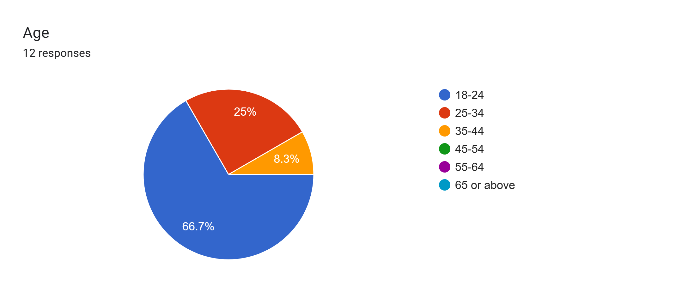 Age
12 responses
25%
8.3%
66.7%
18-24
25-34
35-44
45-54
55-64
65 or above